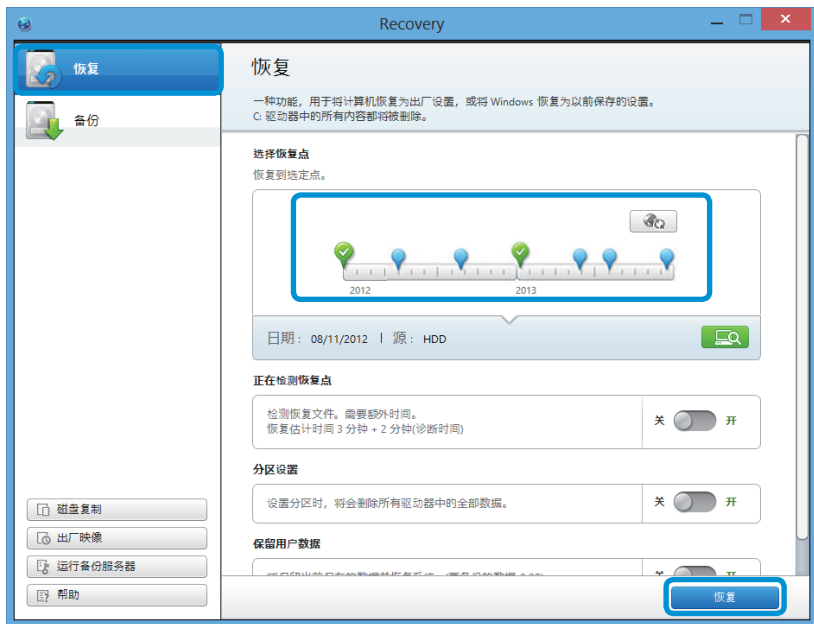 Recovery
恢复
备份
恢复
一种功能，用于将计算机恢复为出厂设置，或将 Windows 恢复为以前保存的设置。
C: 驱动器中的所有内容都将被删除。
选择恢复点
恢复到选定点。
2012 2013
日期： 08/11/2012 | 源： HDD
正在检测恢复点
检测恢复文件。需要额外时间。
恢复估计时间 3 分钟 + 2 分钟(诊断时间)
关 开
分区设置
设置分区时，将会删除所有驱动器中的全部数据。
关 开
保留用户数据
磁盘复制
出厂映像
运行备份服务器
帮助
恢复